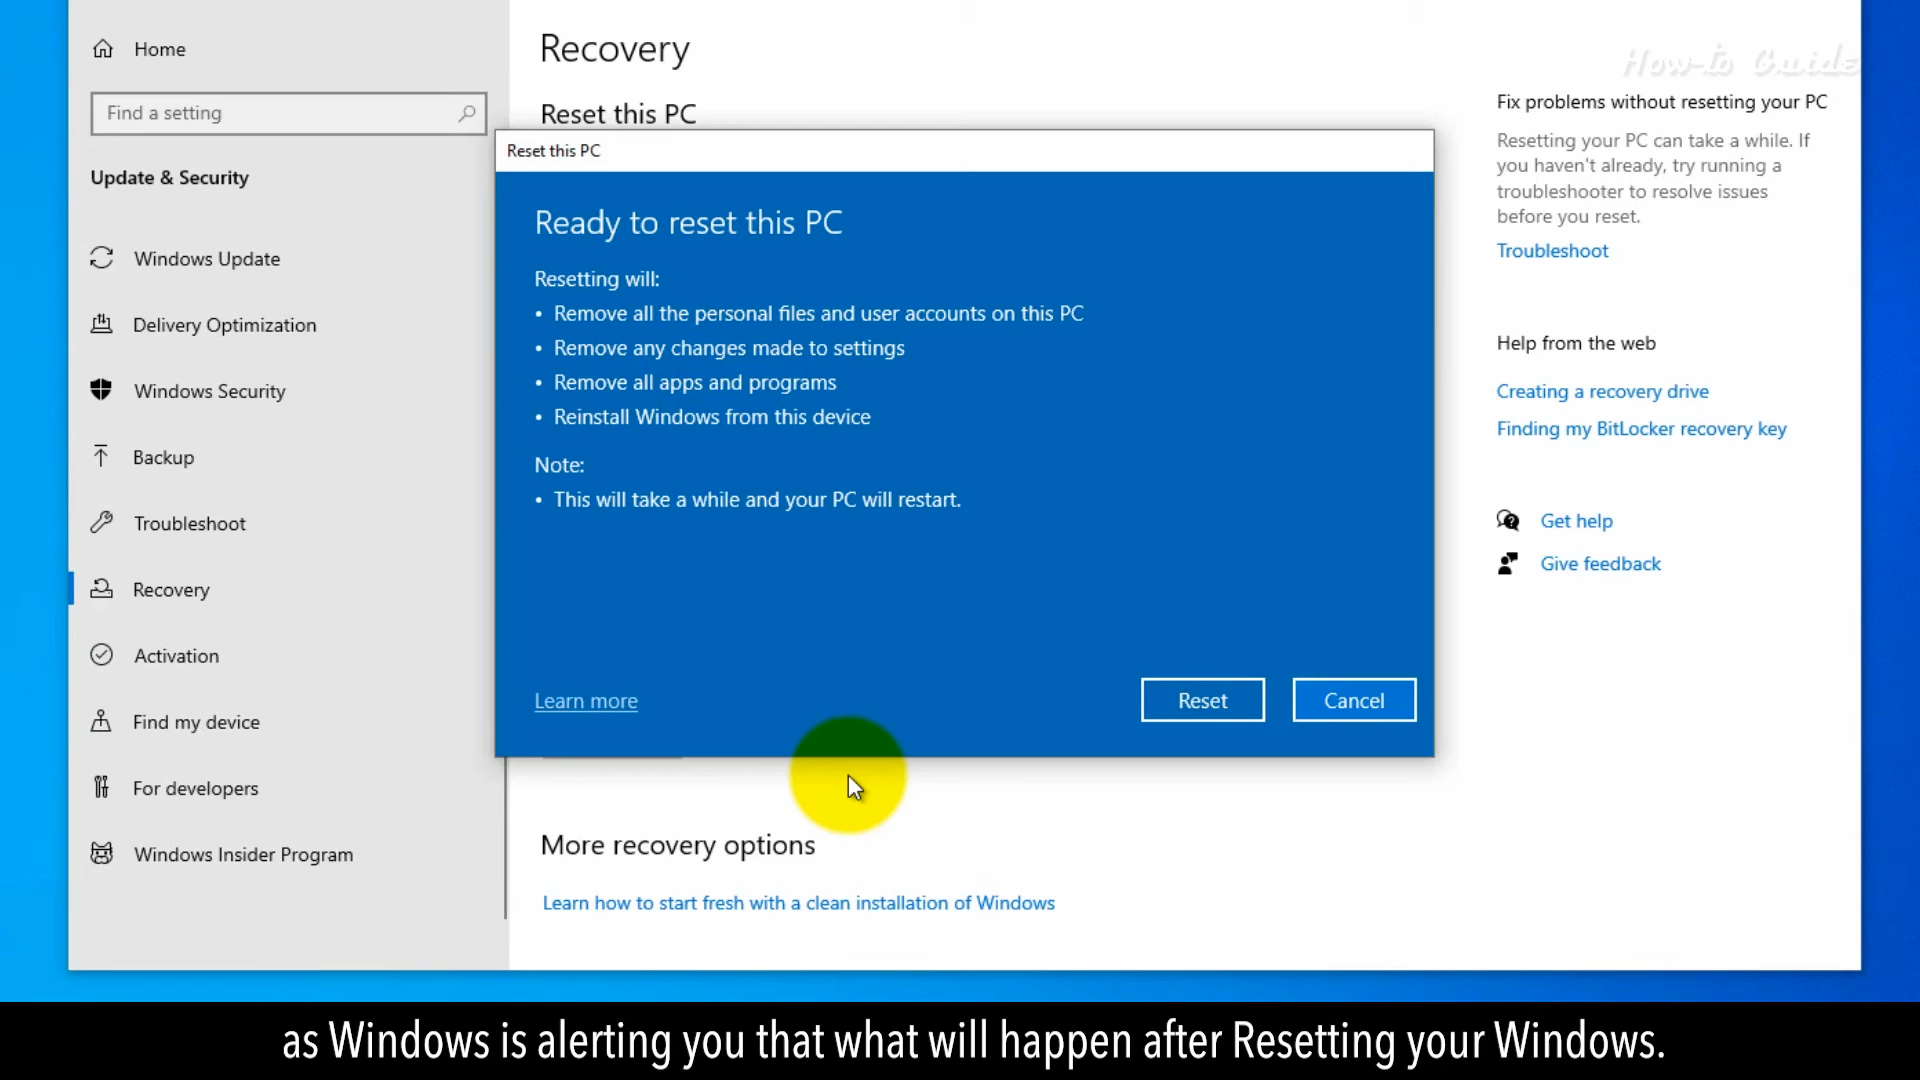 How-to Guide
Home
Find a setting
Update & Security
Windows Update
Delivery Optimization
Windows Security
Backup
Troubleshoot
Recovery
Activation
Find my device
For developers
Windows Insider Program
Recovery
Reset this PC
Reset this PC
Ready to reset this PC
Resetting will:
• Remove all the personal files and user accounts on this PC
• Remove any changes made to settings
• Remove all apps and programs
• Reinstall Windows from this device
Note:
• This will take a while and your PC will restart.
Learn more
Reset
Cancel
More recovery options
Learn how to start fresh with a clean installation of Windows
Fix problems without resetting your PC
Resetting your PC can take a while. If
you haven't already, try running a
troubleshooter to resolve issues
before you reset.
Troubleshoot
Help from the web
Creating a recovery drive
Finding my BitLocker recovery key
Get help
Give feedback
as Windows is alerting you that what will happen after Resetting your Windows.